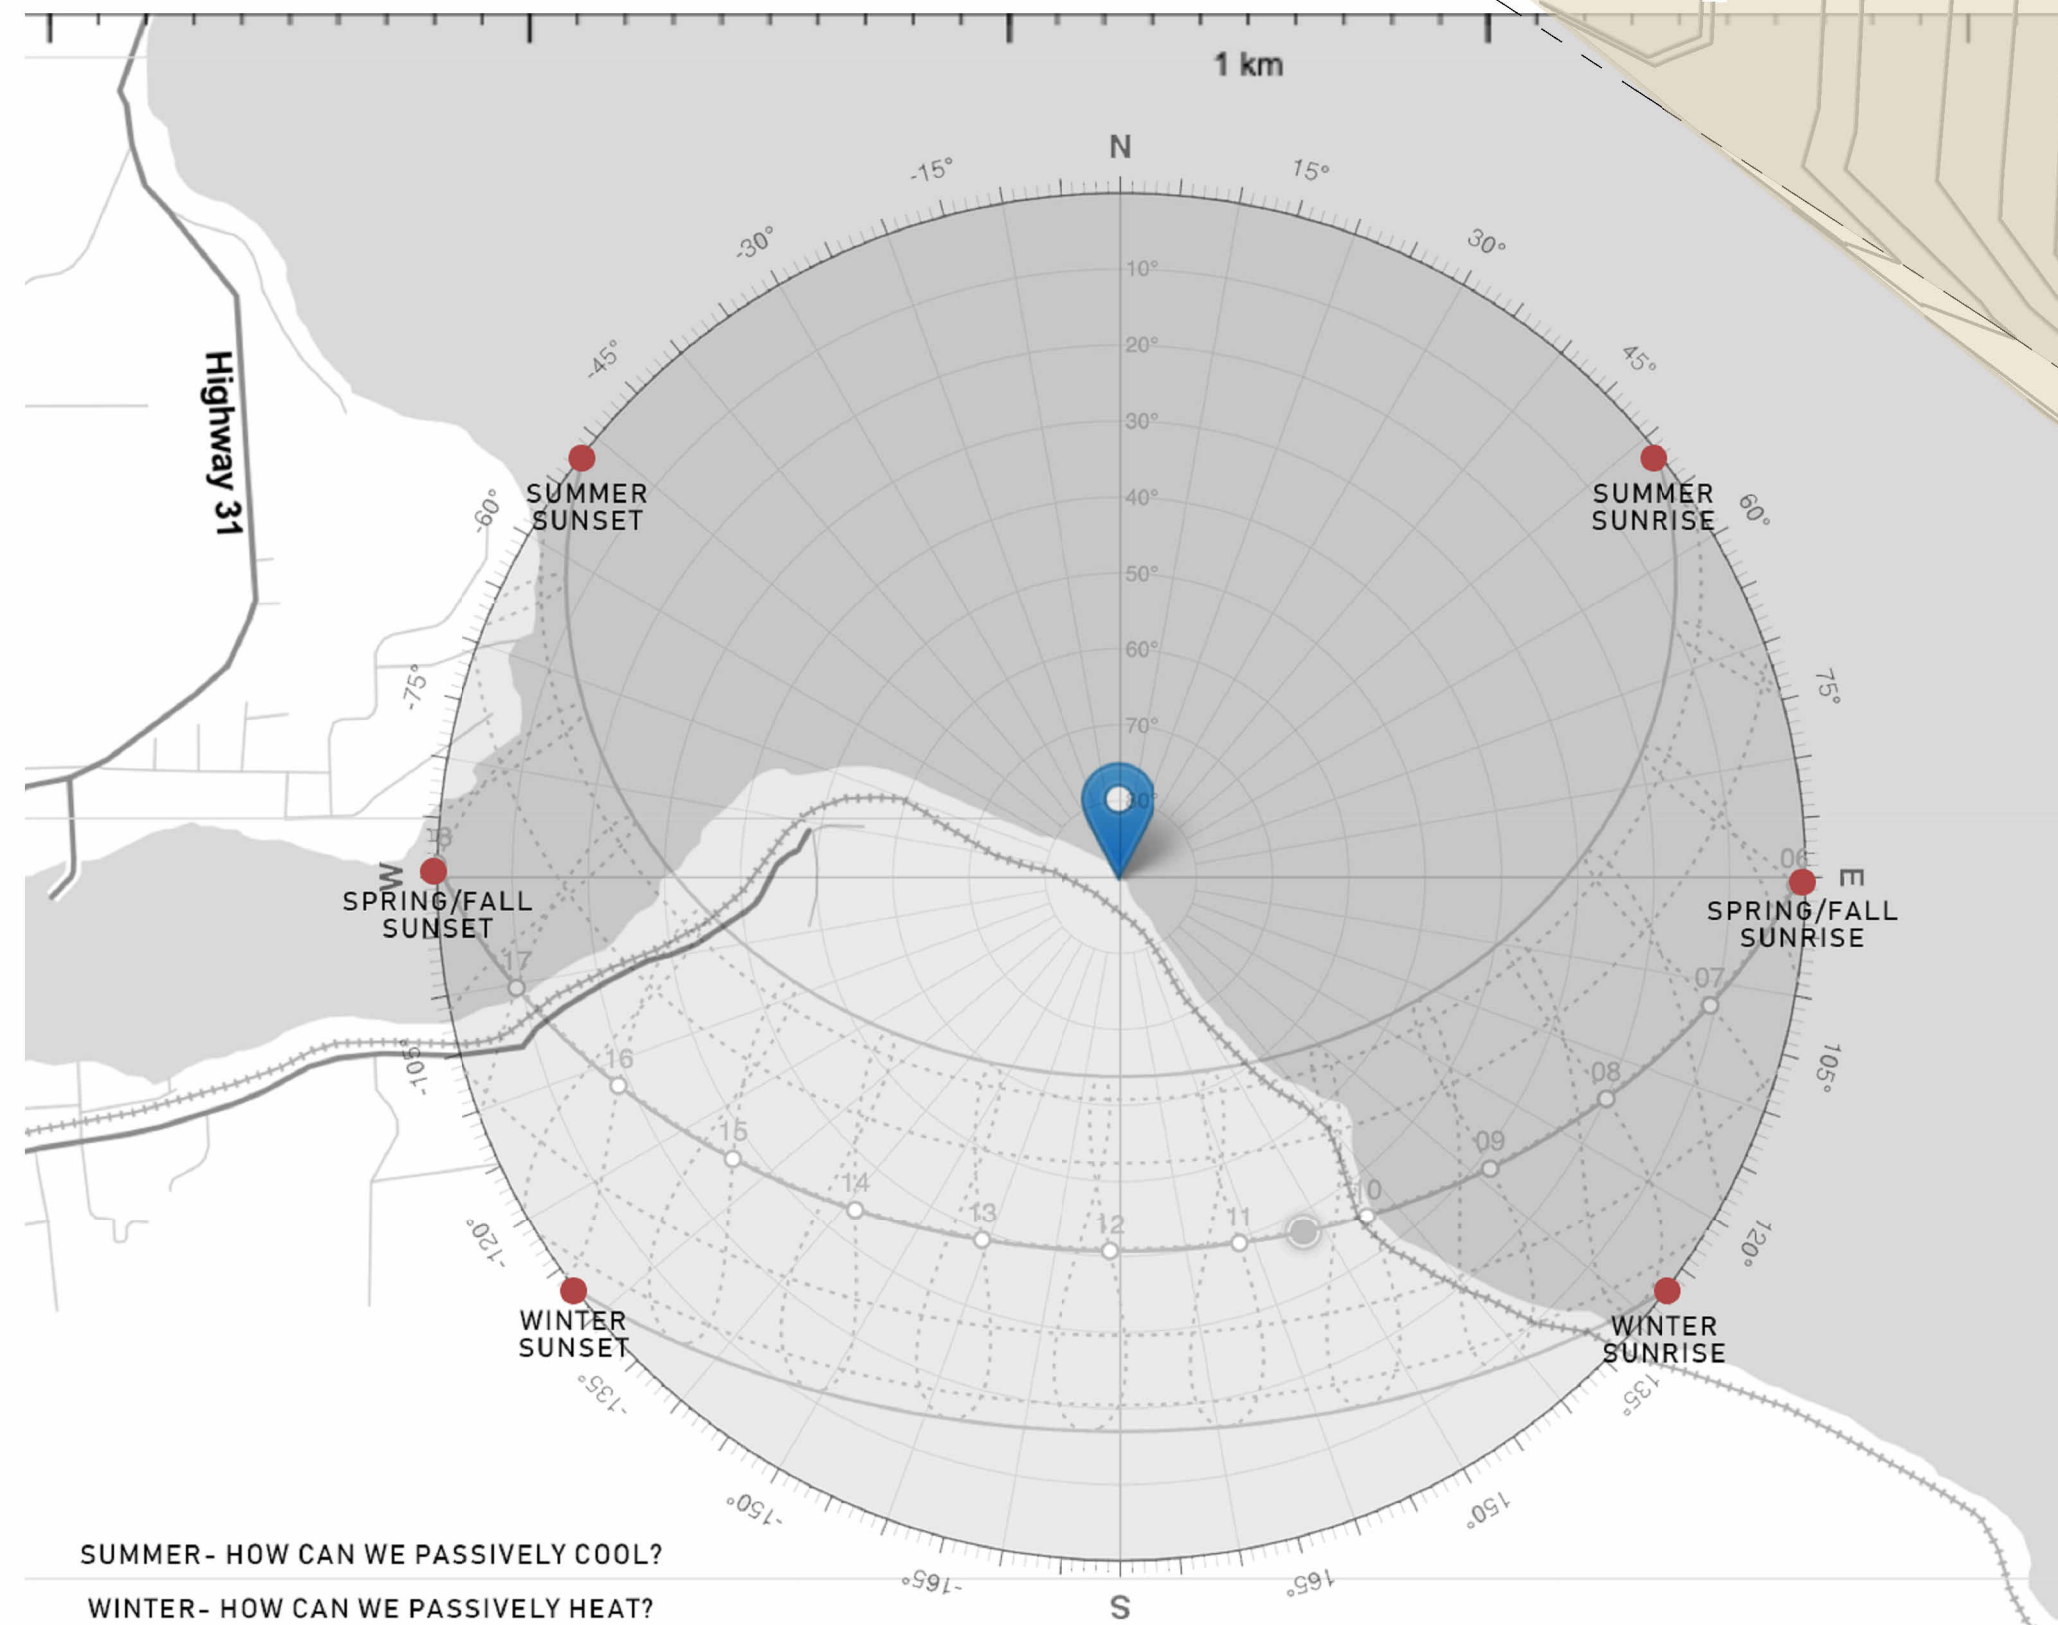 1 km
N
-15°
15°
-30°
30°
10°
20°
-45°
45°
Highway 31
30°
SUMMER
SUNSET
SUMMER
SUNRISE
-60°
60°
40°
50°
60°
-75°
75°
70°
80°
18
06
W
E
SPRING/FALL
SUNSET
SPRING/FALL
SUNRISE
17
07
16
08
-105°
105°
15
09
14
10
13
12
11
-120°
120°
WINTER
SUNSET
WINTER
SUNRISE
-135°
135°
-150°
150°
-165°
165°
S
SUMMER- HOW CAN WE PASSIVELY COOL?
WINTER- HOW CAN WE PASSIVELY HEAT?